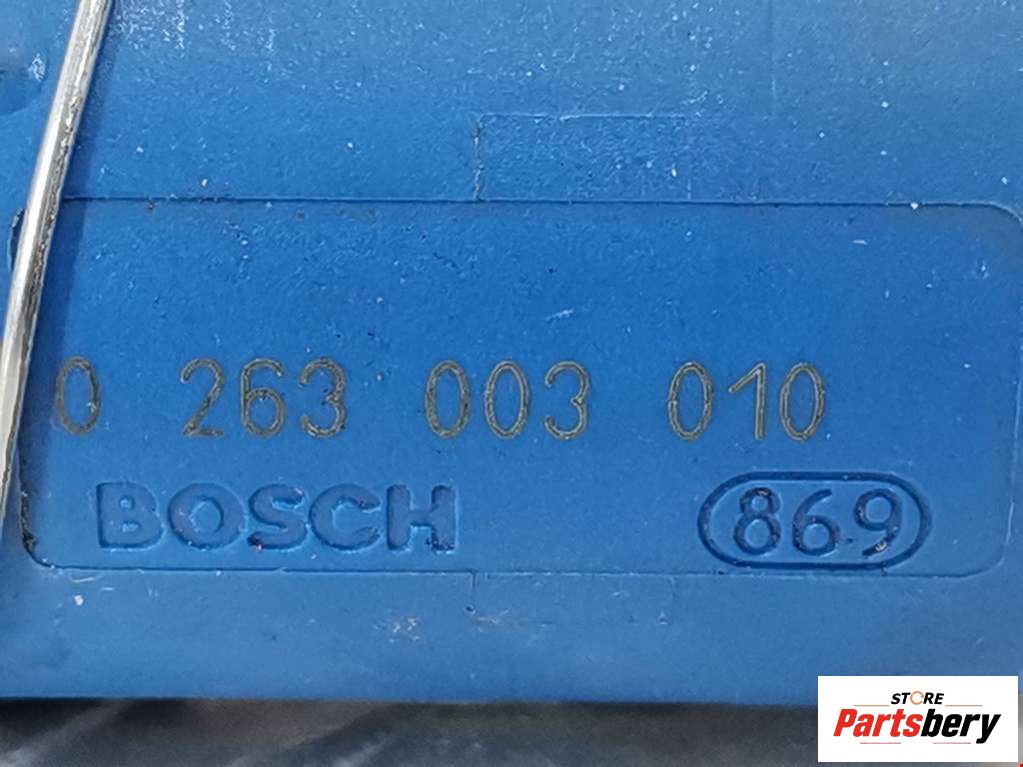 0 263 003 010
BOSCH 869
STORE
Partsbery